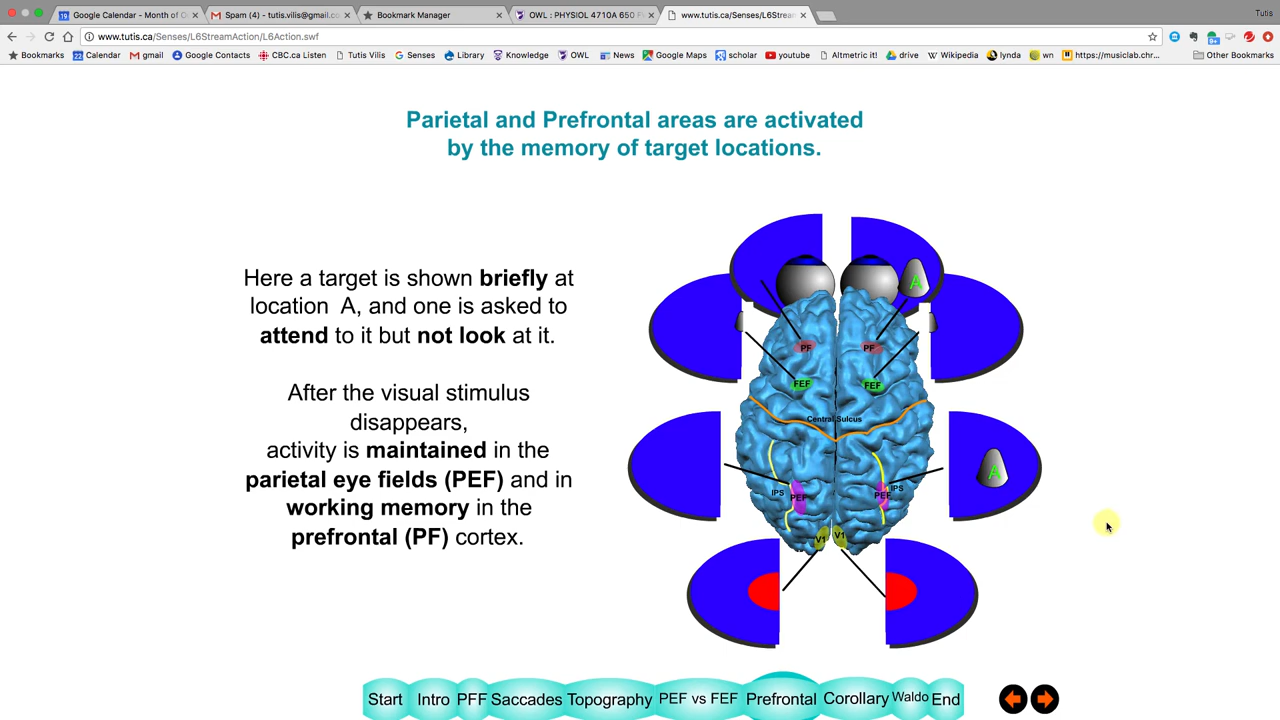 Google Calendar - Month of O
Spam (4) - tutis.vilis@gmail.co
Bookmark Manager
OWL : PHYSIOL 4710A 650 F
www.tutis.ca/Senses/L6Stream
Tutis
www.tutis.ca/Senses/L6StreamAction/L6Action.swf
Bookmarks
Calendar
gmail
Google Contacts
CBC.ca Listen
Tutis Vilis
Senses
Library
Knowledge
OWL
News
Google Maps
scholar
youtube
Altmetric it!
drive
Wikipedia
lynda
wn
https://musiclab.chr...
Other Bookmarks
Parietal and Prefrontal areas are activated
by the memory of target locations.
Here a target is shown briefly at
location A, and one is asked to
attend to it but not look at it.
After the visual stimulus
disappears,
activity is maintained in the
parietal eye fields (PEF) and in
working memory in the
prefrontal (PF) cortex.
A
PF
PF
FEF
FEF
Central Sulcus
A
IPS
PEF
PEF
IPS
V1
V1
Start
Intro
PFF
Saccades
Topography
PEF vs FEF
Prefrontal
Corollary
Waldo
End